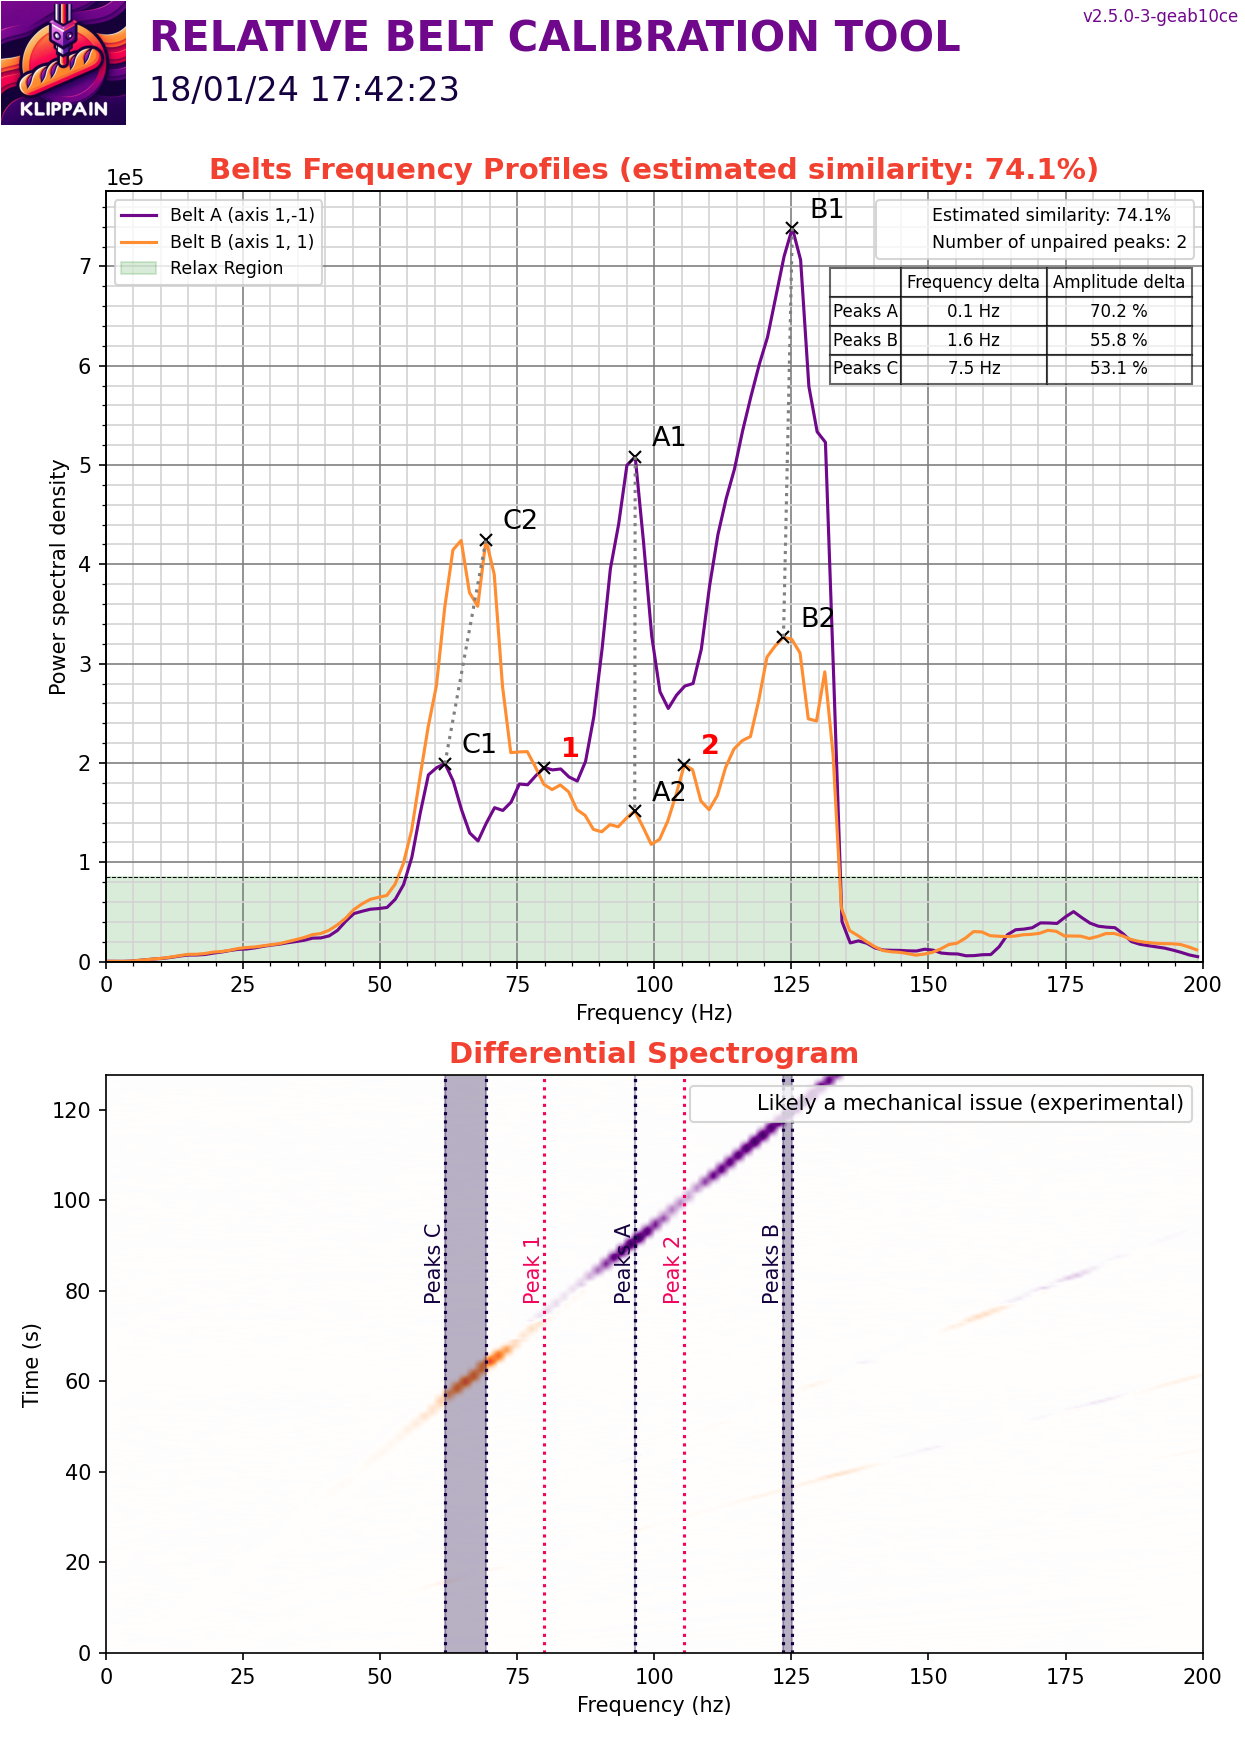 v2.5.0-3-geab10ce
RELATIVE BELT CALIBRATION TOOL
18/01/24 17:42:23
KLIPPAIN
Belts Frequency Profiles (estimated similarity: 74.1%)
1e5
Belt A (axis 1,-1)
Belt B (axis 1, 1)
Relax Region
Estimated similarity: 74.1%
Number of unpaired peaks: 2
Frequency delta Amplitude delta
Peaks A 0.1 Hz 70.2 %
Peaks B 1.6 Hz 55.8 %
Peaks C 7.5 Hz 53.1 %
B1
A1
C2
B2
C1
1
2
A2
Power spectral density
7
6
5
4
3
2
1
0
0 25 50 75 100 125 150 175 200
Frequency (Hz)
Differential Spectrogram
Likely a mechanical issue (experimental)
Peaks C
Peak 1
Peaks A
Peak 2
Peaks B
Time (s)
120
100
80
60
40
20
0
0 25 50 75 100 125 150 175 200
Frequency (hz)